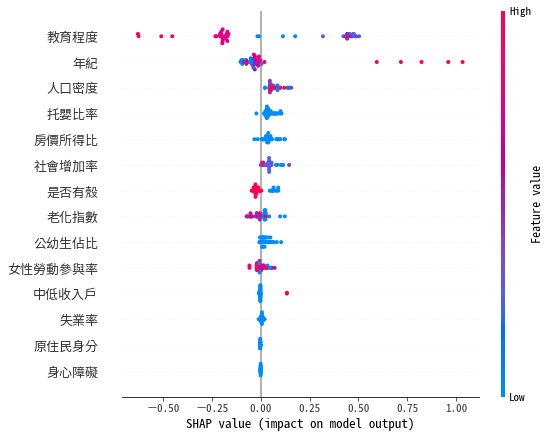 High
教育程度
年紀
人口密度
托嬰比率
房價所得比
社會增加率
是否有殼
老化指數
公幼生佔比
女性勞動參與率
中低收入戶
失業率
原住民身分
身心障礙
Feature value
Low
−0.50 −0.25 0.00 0.25 0.50 0.75 1.00
SHAP value (impact on model output)